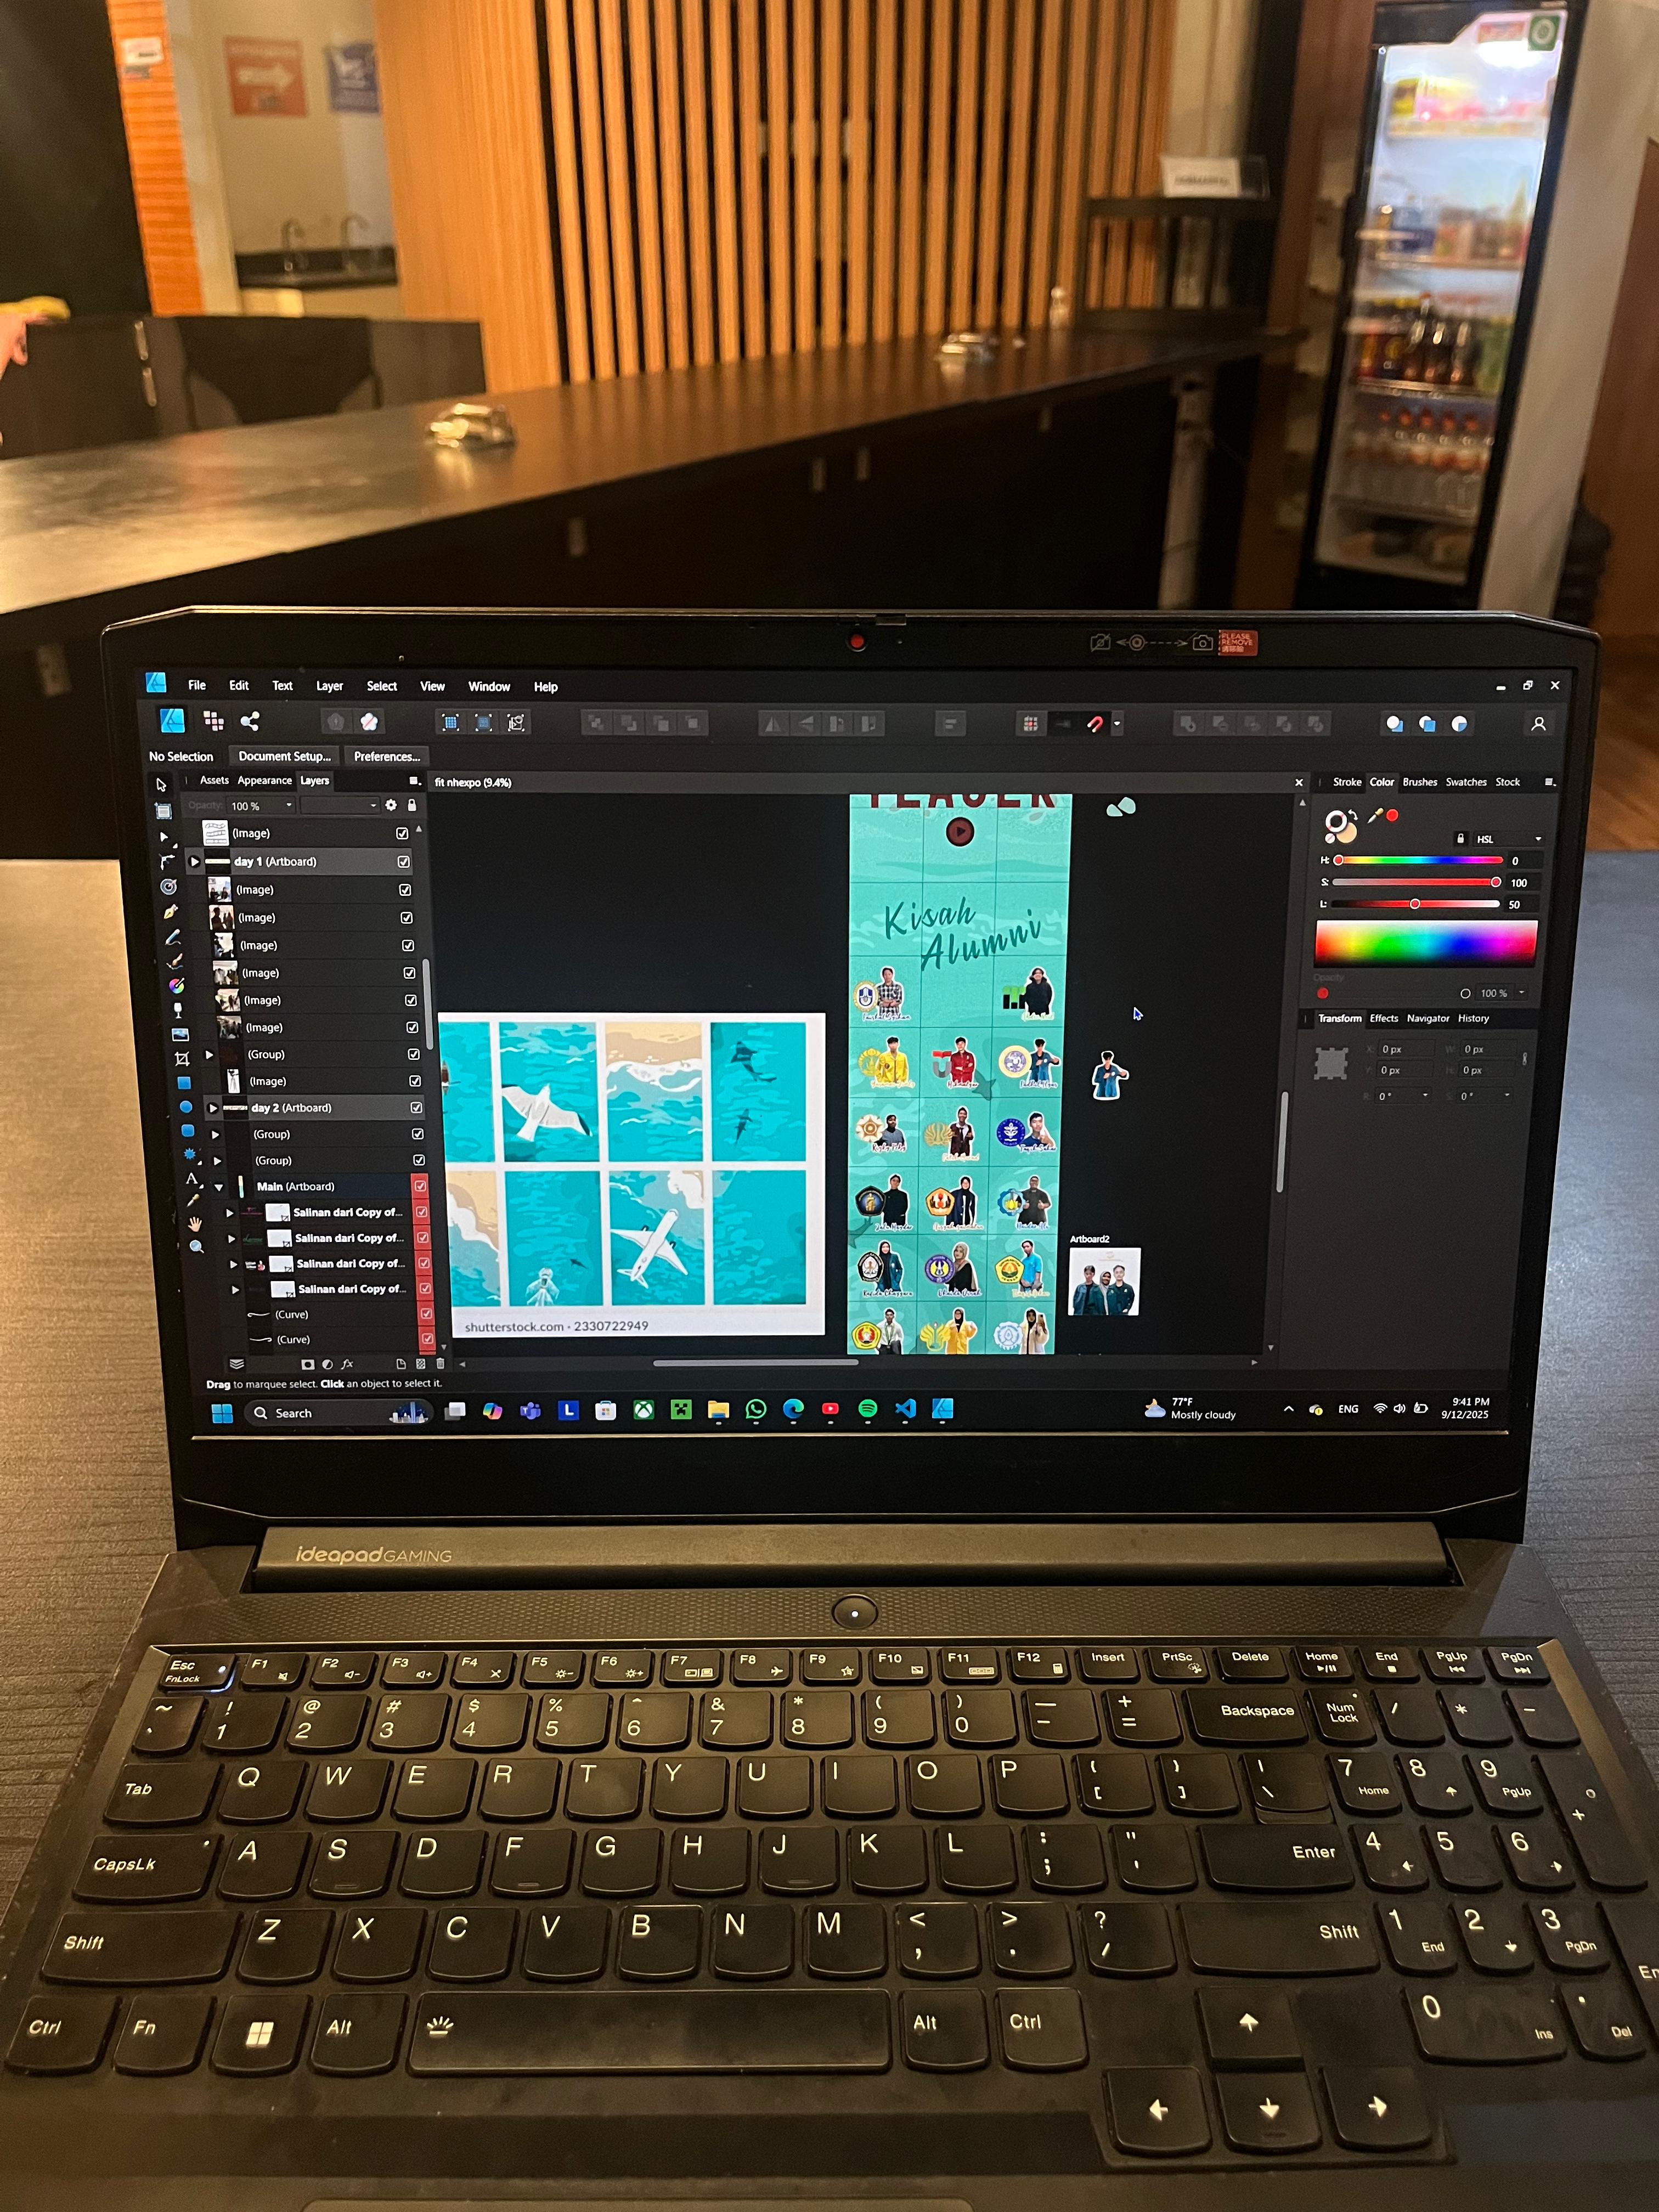 PLEASE
REMOVE
File Edit Text Layer Select View Window Help
No Selection Document Setup... Preferences...
Assets Appearance Layers
fit nhexpo (9.4%)
Stroke Color Brushes Swatches Stock
Opacity: 100 %
HSL
H: 0
S: 100
L: 50
Opacity
100 %
Transform Effects Navigator History
X: 0 px W: 0 px
Y: 0 px H: 0 px
R: 0 ° S: 0 °
(Image)
day 1 (Artboard)
(Image)
(Image)
(Image)
(Image)
(Image)
(Image)
(Group)
(Image)
day 2 (Artboard)
(Group)
(Group)
Main (Artboard)
Salinan dari Copy of...
Salinan dari Copy of...
Salinan dari Copy of...
Salinan dari Copy of...
(Curve)
(Curve)
TEASER
Kisah
Alumni
Artboard2
shutterstock.com · 2330722949
Drag to marquee select. Click an object to select it.
Search
77°F
Mostly cloudy
ENG
9:41 PM
9/12/2025
ideapad GAMING
Esc F1 F2 F3 F4 F5 F6 F7 F8 F9 F10 F11 F12 Insert PrtSc Delete Home End PgUp PgDn
FnLock
~ ! @ # $ % ^ & * ( ) — +
` 1 2 3 4 5 6 7 8 9 0 - = Backspace Num Lock / * -
Tab Q W E R T Y U I O P { [ } ] | \ 7 Home 8 9 PgUp +
CapsLk A S D F G H J K L : ; " ' Enter 4 5 6
Shift Z X C V B N M < , > . ? / Shift 1 End 2 3 PgDn
Ctrl Fn Alt Alt Ctrl 0 Ins . Del